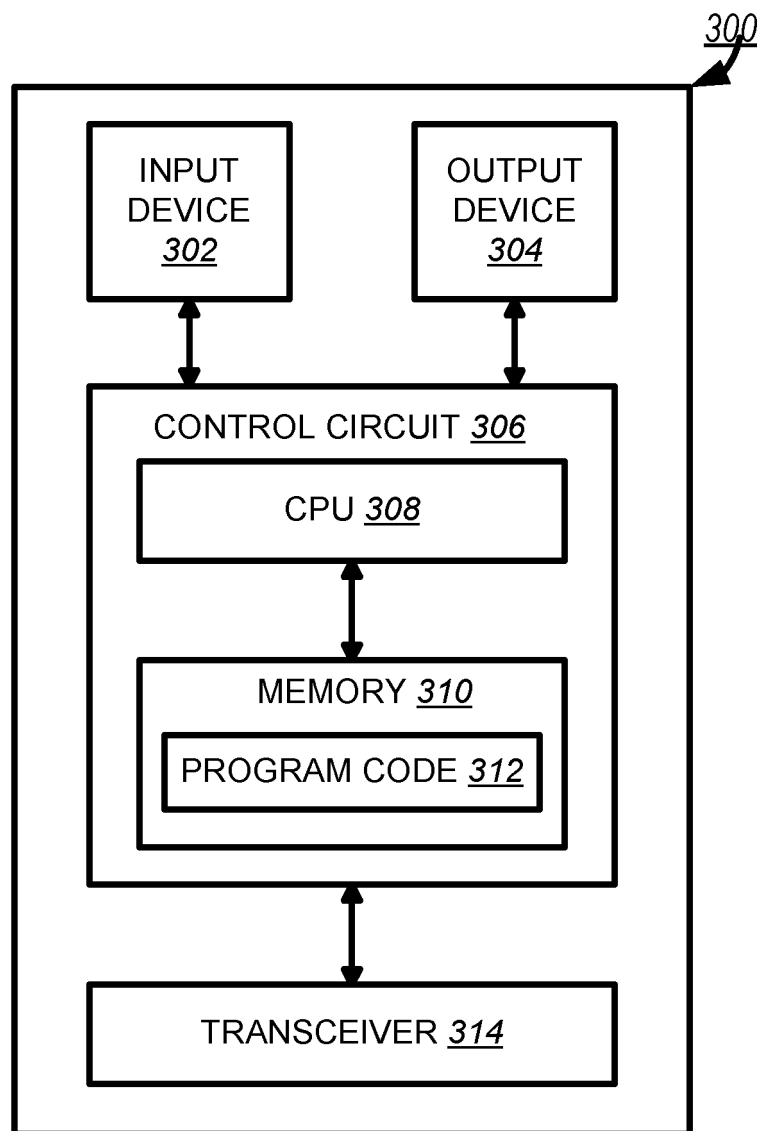 300
INPUT
DEVICE
302
OUTPUT
DEVICE
304
CONTROL CIRCUIT 306
CPU 308
MEMORY 310
PROGRAM CODE 312
TRANSCEIVER 314